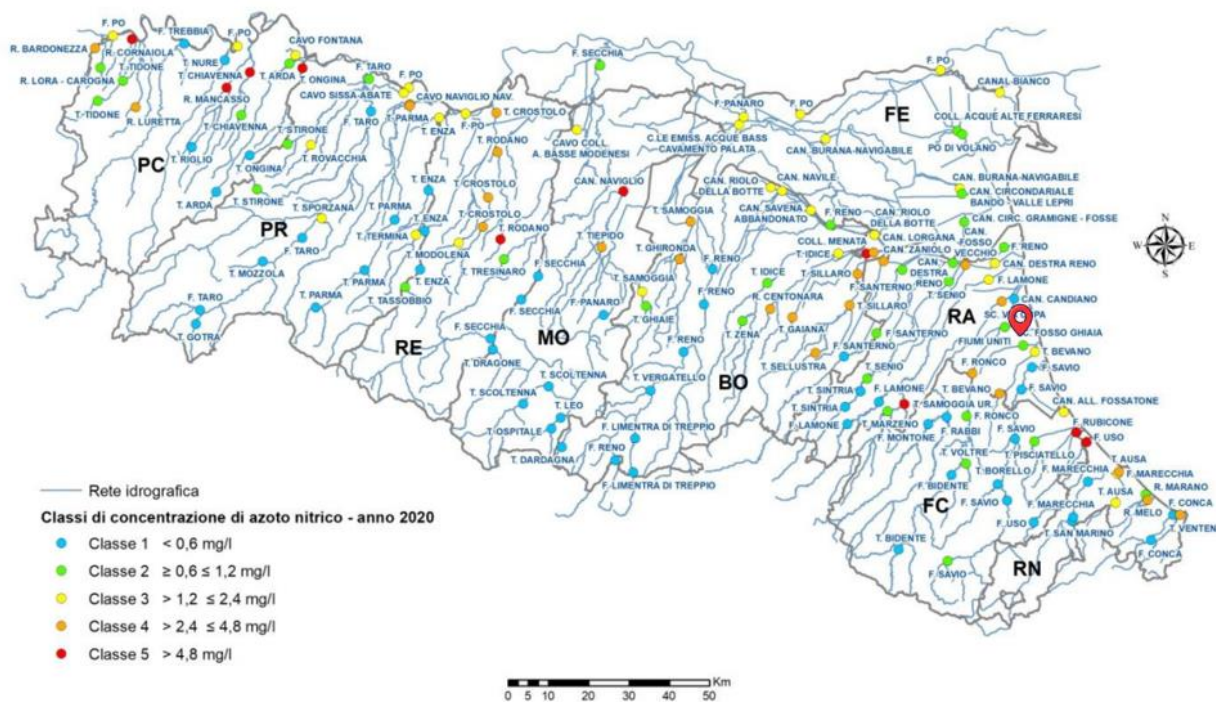 F. PO
F. TREBBIA
F. PO
R. BARDONEZZA
R. CORNAIOLA
CAVO FONTANA
T. TIDONE
T. NURE
F. SECCHIA
R. LORA - CAROGNA
T. CHIAVENNA
T. ARDA
T. ONGINA
F. TARO
F. PO
F. PO
CANAL BIANCO
R. MANCASSO
CAVO SISSA-ABATE
CAVO NAVIGLIO NAV.
T. TIDONE
R. LURETTA
T. CHIAVENNA
F. TARO
T. PARMA
T. ENZA
F. PO
T. CROSTOLO
F. PANARO
F. PO
FE
COLL. ACQUE ALTE FERRARESI
T. STIRONE
T. RODANO
CAVO COLL.
A. BASSE MODENESI
C.LE EMISS. ACQUE BASS
CAVAMENTO PALATA
CAN. BURANA-NAVIGABILE
PO DI VOLANO
PC
T. RIGLIO
T. ONGINA
T. ROVACCHIA
CAN. NAVIGLIO
CAN. RIOLO
DELLA BOTTE
CAN. NAVILE
CAN. BURANA-NAVIGABILE
T. ARDA
T. STIRONE
T. ENZA
T. CROSTOLO
CAN. SAVENA
ABBANDONATO
CAN. CIRCONDARIALE
BANDO - VALLE LEPRI
PR
T. SPORZANA
T. PARMA
T. ENZA
T. CROSTOLO
T. SAMOGGIA
F. RENO
CAN. RIOLO
DELLA BOTTE
CAN. CIRC. GRAMIGNE - FOSSE
F. TARO
T. TERMINA
T. RODANO
T. TIEPIDO
T. GHIRONDA
COLL. MENATA
CAN. LORGANA
CAN.
FOSSO
VECCHIO
F. RENO
T. MODOLENA
T. IDICE
CAN. ZANIOLO
T. MOZZOLA
T. PARMA
T. ENZA
T. TRESINARO
F. SECCHIA
F. RENO
T. IDICE
T. SILLARO
CAN.
DESTRA
RENO
CAN. DESTRA RENO
T. TASSOBBIO
T. SAMOGGIA
R. CENTONARA
F. SANTERNO
T. SENIO
F. LAMONE
F. TARO
T. PARMA
F. SECCHIA
F. PANARO
F. RENO
T. SILLARO
RA
CAN. CANDIANO
T. GOTRA
F. SECCHIA
MO
T. GHIAIE
T. ZENA
T. GAIANA
F. SANTERNO
FIUMI UNITI
RE
T. DRAGONE
F. RENO
F. SANTERNO
F. RONCO
T. BEVANO
BO
T. SELLUSTRA
T. SENIO
F. SAVIO
T. SCOLTENNA
T. VERGATELLO
T. SINTRIA
F. LAMONE
T. BEVANO
F. SAVIO
T. SCOLTENNA
T. LEO
T. SINTRIA
T. SAMOGGIA UR.
CAN. ALL. FOSSATONE
T. OSPITALE
F. LIMENTRA DI TREPPIO
F. LAMONE
T. MARZENO
F. MONTONE
F. RABBI
F. RONCO
F. SAVIO
F. RUBICONE
F. USO
T. DARDAGNA
F. RENO
T. VOLTRE
T. PISCIATELLO
F. LIMENTRA DI TREPPIO
F. BIDENTE
T. BORELLO
F. MARECCHIA
T. AUSA
F. MARECCHIA
FC
F. SAVIO
F. MARECCHIA
T. AUSA
R. MARANO
R. MELO
F. CONCA
F. USO
T. VENTEN
T. BIDENTE
T. SAN MARINO
F. CONCA
F. SAVIO
RN
N
W
E
S
Rete idrografica
Classi di concentrazione di azoto nitrico - anno 2020
Classe 1 < 0,6 mg/l
Classe 2 ≥ 0,6 ≤ 1,2 mg/l
Classe 3 > 1,2 ≤ 2,4 mg/l
Classe 4 > 2,4 ≤ 4,8 mg/l
Classe 5 > 4,8 mg/l
Km
0 5 10 20 30 40 50